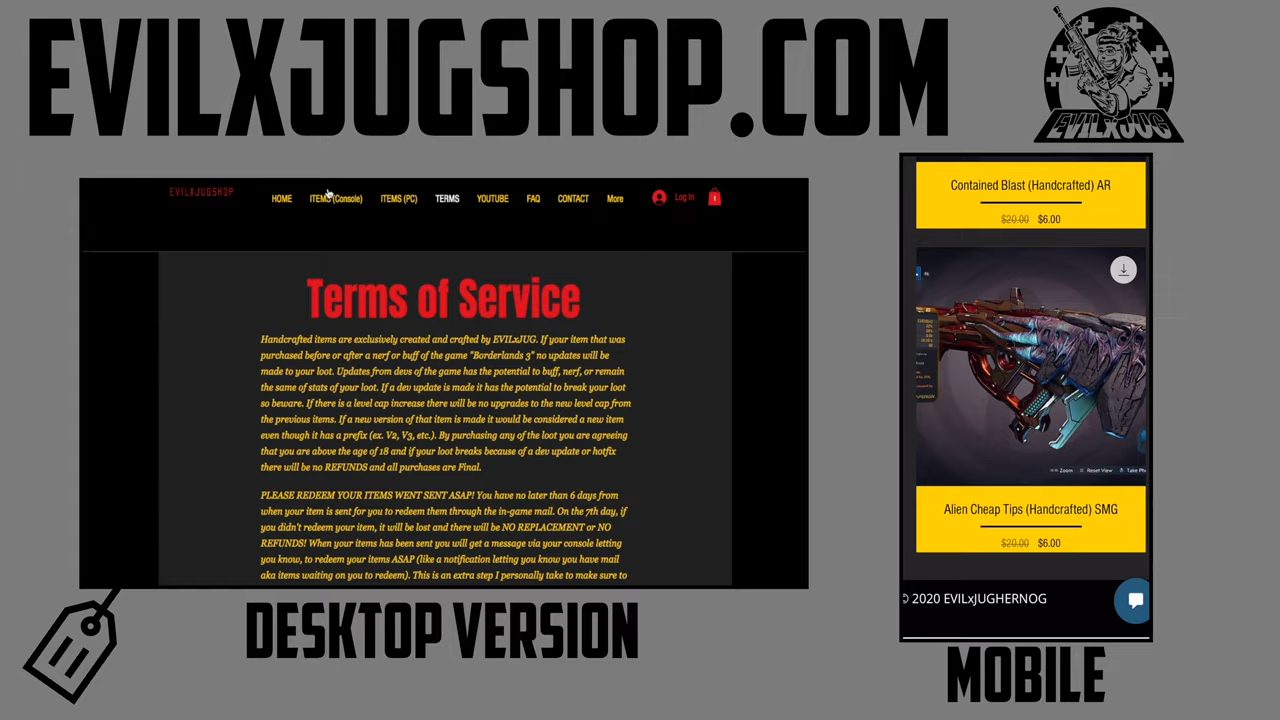 EVILXJUGSHOP.COM
EVILXJUG
EVILXJUGSHOP
HOME ITEMS (Console) ITEMS (PC) TERMS YOUTUBE FAQ CONTACT More Log In 1
Terms of Service
Handcrafted items are exclusively created and crafted by EVILxJUG. If your item that was
purchased before or after a nerf or buff of the game "Borderlands 3" no updates will be
made to your loot. Updates from devs of the game has the potential to buff, nerf, or remain
the same of stats of your loot. If a dev update is made it has the potential to break your loot
so beware. If there is a level cap increase there will be no upgrades to the new level cap from
the previous items. If a new version of that item is made it would be considered a new item
even though it has a prefix (ex. V2, V3, etc.). By purchasing any of the loot you are agreeing
that you are above the age of 18 and if your loot breaks because of a dev update or hotfix
there will be no REFUNDS and all purchases are Final.
PLEASE REDEEM YOUR ITEMS WENT SENT ASAP! You have no later than 6 days from
when your item is sent for you to redeem them through the in-game mail. On the 7th day, if
you didn't redeem your item, it will be lost and there will be NO REPLACEMENT or NO
REFUNDS! When your items has been sent you will get a message via your console letting
you know, to redeem your items ASAP (like a notification letting you know you have mail
aka items waiting on you to redeem). This is an extra step I personally take to make sure to
Contained Blast (Handcrafted) AR
$20.00 $6.00
Zoom Reset View Take Ph
Alien Cheap Tips (Handcrafted) SMG
$20.00 $6.00
© 2020 EVILxJUGHERNOG
DESKTOP VERSION
MOBILE